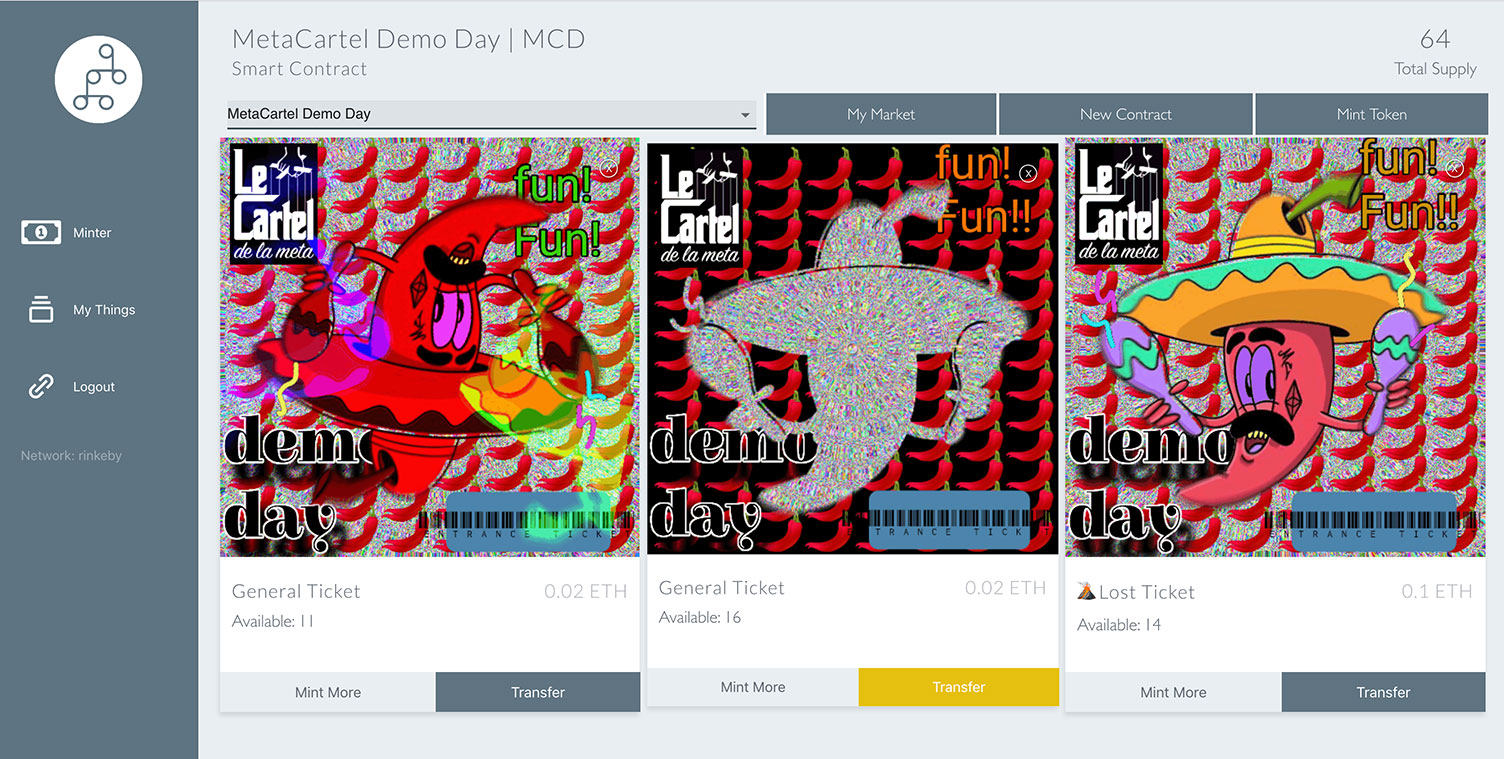 MetaCartel Demo Day | MCD
Smart Contract
64
Total Supply
MetaCartel Demo Day
My Market
New Contract
Mint Token
Minter
My Things
Logout
Network: rinkeby
Le
Cartel
de la meta
fun!
Fun!
X
demo
day
General Ticket
0.02 ETH
Available: 11
Mint More
Transfer
Le
Cartel
de la meta
fun!
Fun!!
X
demo
day
TRANCE TICK
General Ticket
0.02 ETH
Available: 16
Mint More
Transfer
Le
Cartel
de la meta
fun!
Fun!!
X
demo
day
ENTRANCE TICKET
🌋Lost Ticket
0.1 ETH
Available: 14
Mint More
Transfer